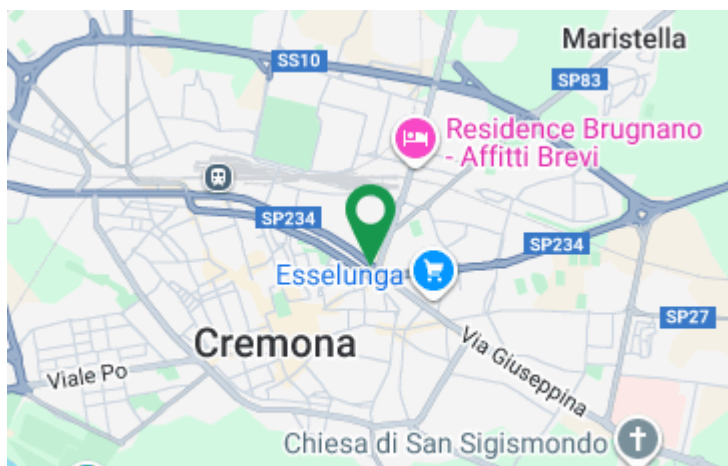 Maristella
SS10
SP83
Residence Brugnano
- Affitti Brevi
SP234
SP234
Esselunga
SP27
Cremona
Via Giuseppina
Viale Po
Chiesa di San Sigismondo